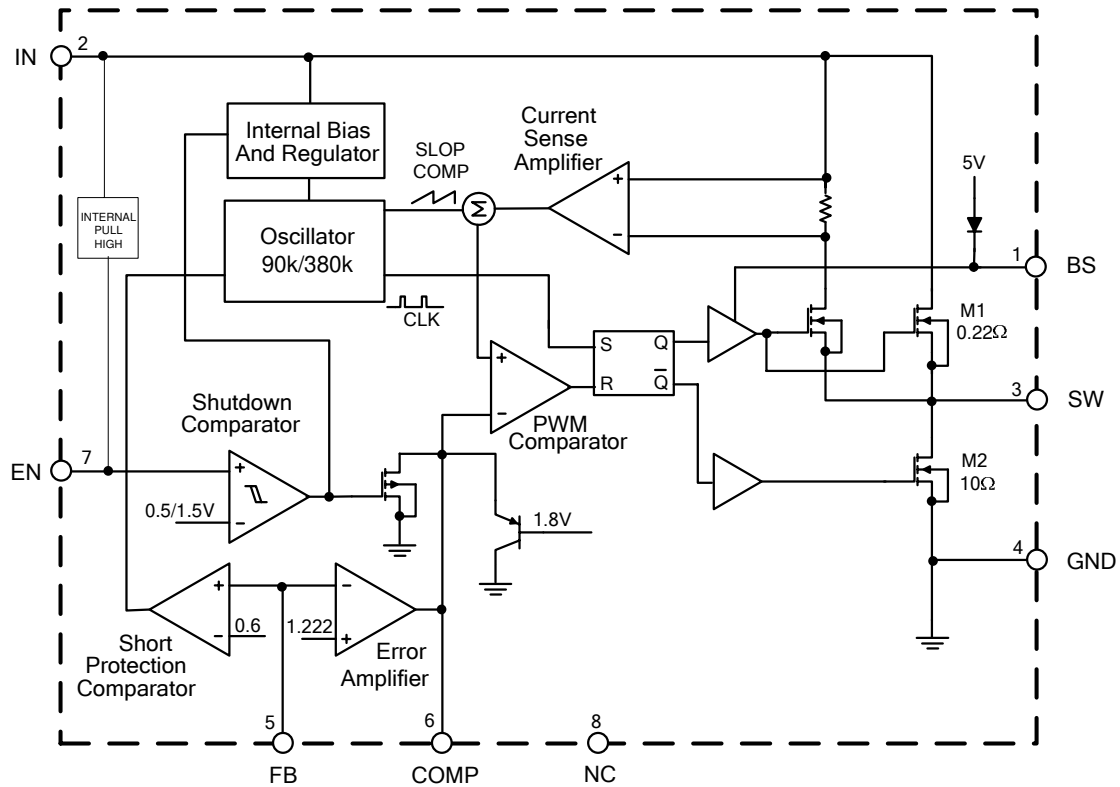 2
IN
Internal Bias
And Regulator
SLOP
COMP
Current
Sense
Amplifier
+
−
Σ
5V
INTERNAL
PULL
HIGH
Oscillator
90k/380k
CLK
1
BS
M1
0.22Ω
S
Q
R
Q̅
+
−
PWM
Comparator
3
SW
Shutdown
Comparator
7
EN
+
−
0.5/1.5V
1.8V
M2
10Ω
4
GND
+
−
0.6
Short
Protection
Comparator
−
+
1.222
Error
Amplifier
5
FB
6
COMP
8
NC